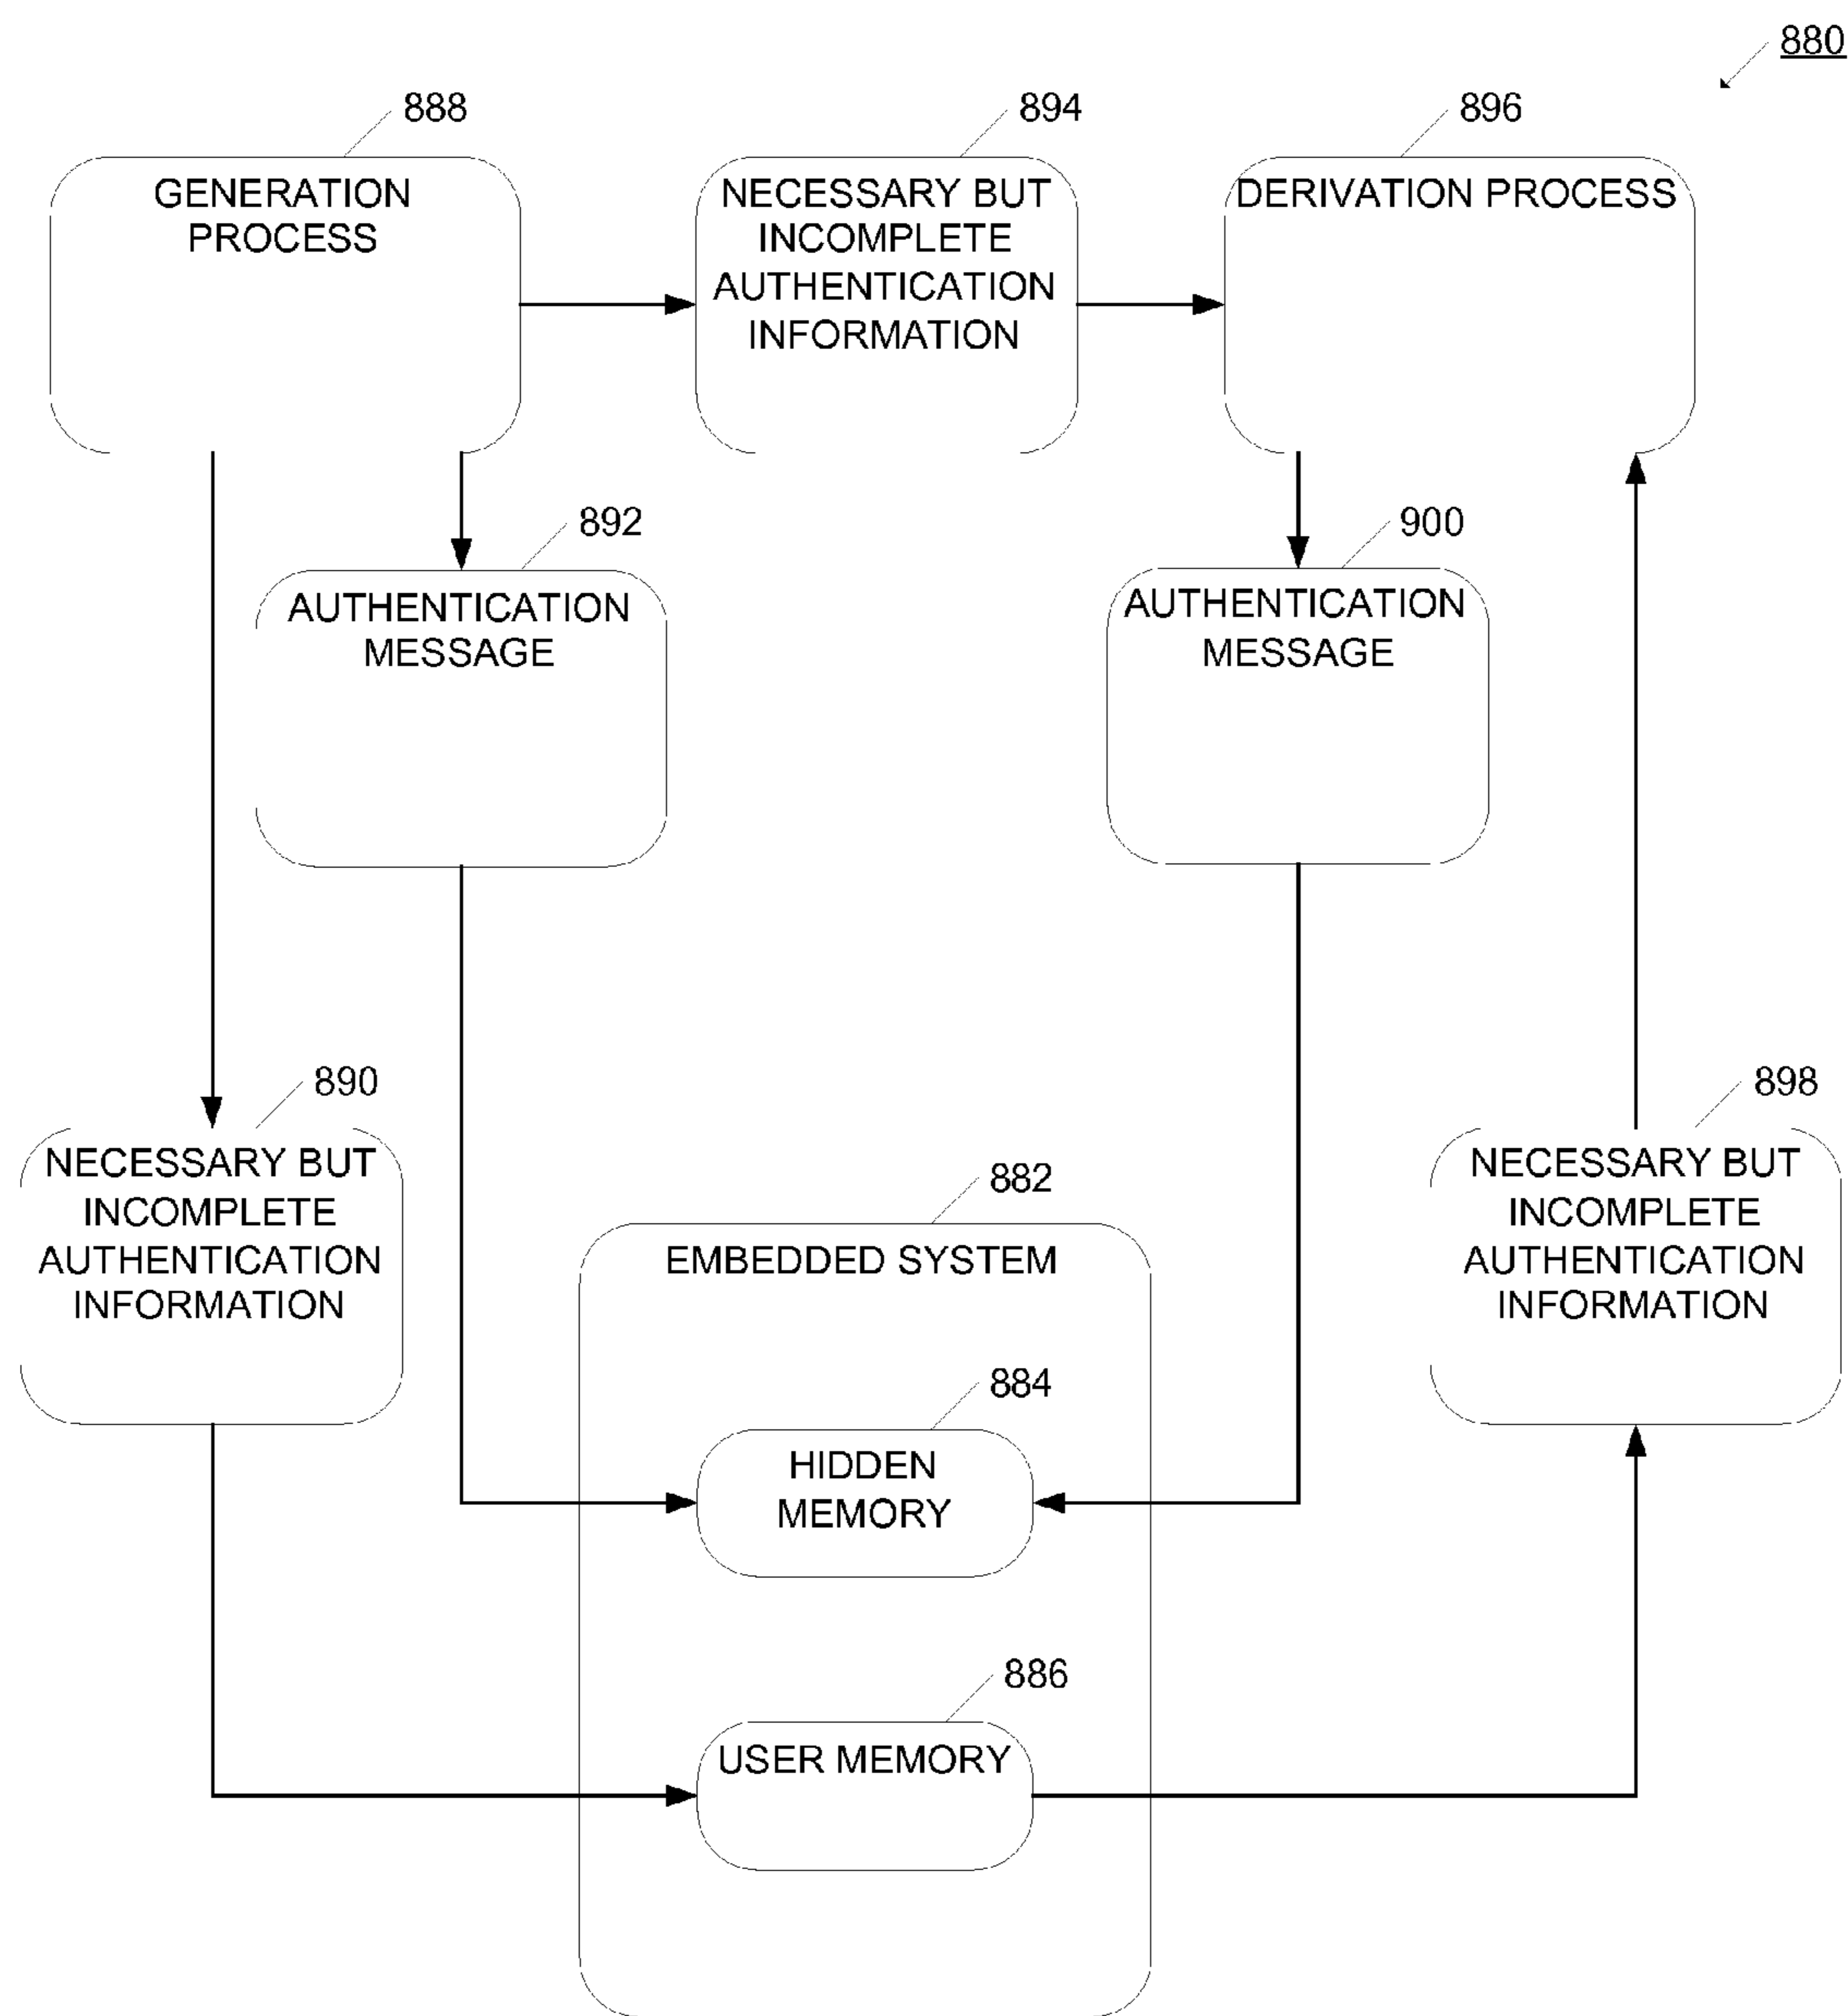 880
888
894
896
GENERATION
PROCESS
NECESSARY BUT
INCOMPLETE
AUTHENTICATION
INFORMATION
DERIVATION PROCESS
892
900
AUTHENTICATION
MESSAGE
AUTHENTICATION
MESSAGE
890
898
NECESSARY BUT
INCOMPLETE
AUTHENTICATION
INFORMATION
882
EMBEDDED SYSTEM
NECESSARY BUT
INCOMPLETE
AUTHENTICATION
INFORMATION
884
HIDDEN
MEMORY
886
USER MEMORY